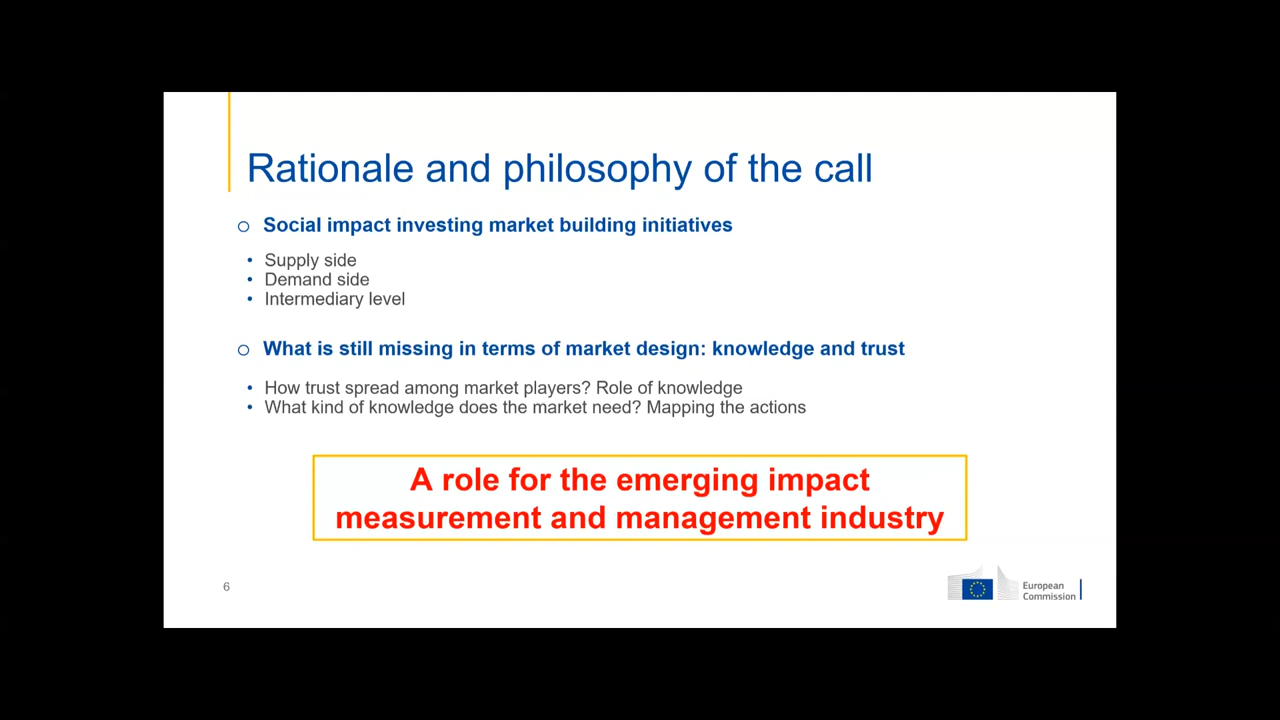 Rationale and philosophy of the call
Social impact investing market building initiatives
• Supply side
• Demand side
• Intermediary level
What is still missing in terms of market design: knowledge and trust
• How trust spread among market players? Role of knowledge
• What kind of knowledge does the market need? Mapping the actions
A role for the emerging impact
measurement and management industry
6
European
Commission